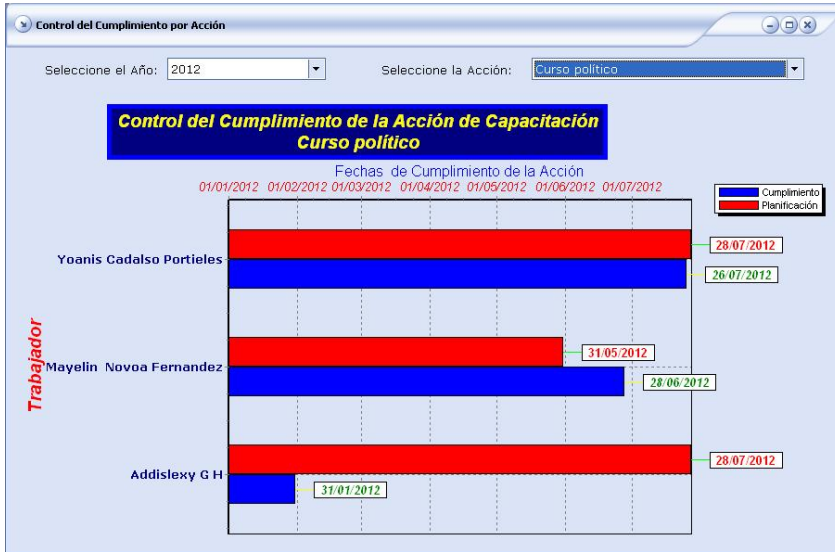 Control del Cumplimiento por Acción
Seleccione el Año: 2012 Seleccione la Acción: Curso político
Control del Cumplimiento de la Acción de Capacitación
Curso político
Fechas de Cumplimiento de la Acción
01/01/2012 01/02/2012 01/03/2012 01/04/2012 01/05/2012 01/06/2012 01/07/2012
Cumplimiento
Planificación
Trabajador
Yoanis Cadalso Portieles
28/07/2012
26/07/2012
Mayelin Novoa Fernandez
31/05/2012
28/06/2012
Addislexy G H
28/07/2012
31/01/2012